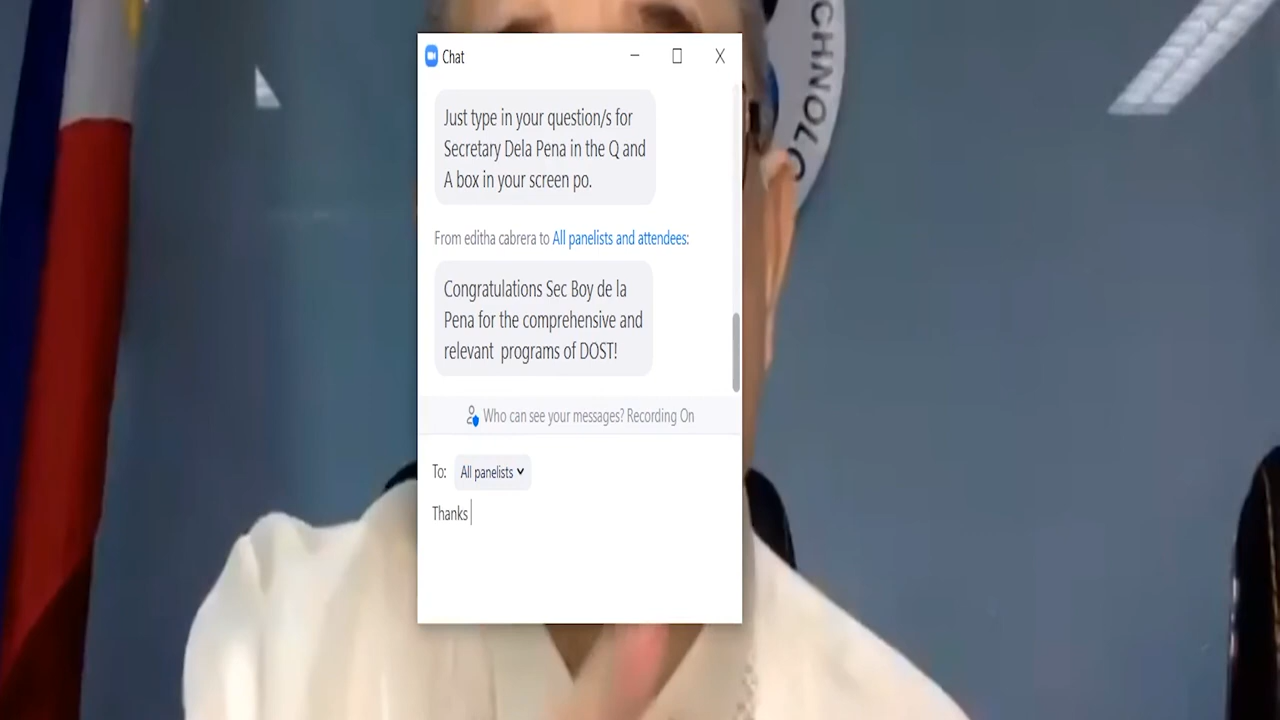 CHNOLO
Chat
Just type in your question/s for
Secretary Dela Pena in the Q and
A box in your screen po.
From editha cabrera to All panelists and attendees:
Congratulations Sec Boy de la
Pena for the comprehensive and
relevant  programs of DOST!
Who can see your messages? Recording On
To: All panelists
Thanks